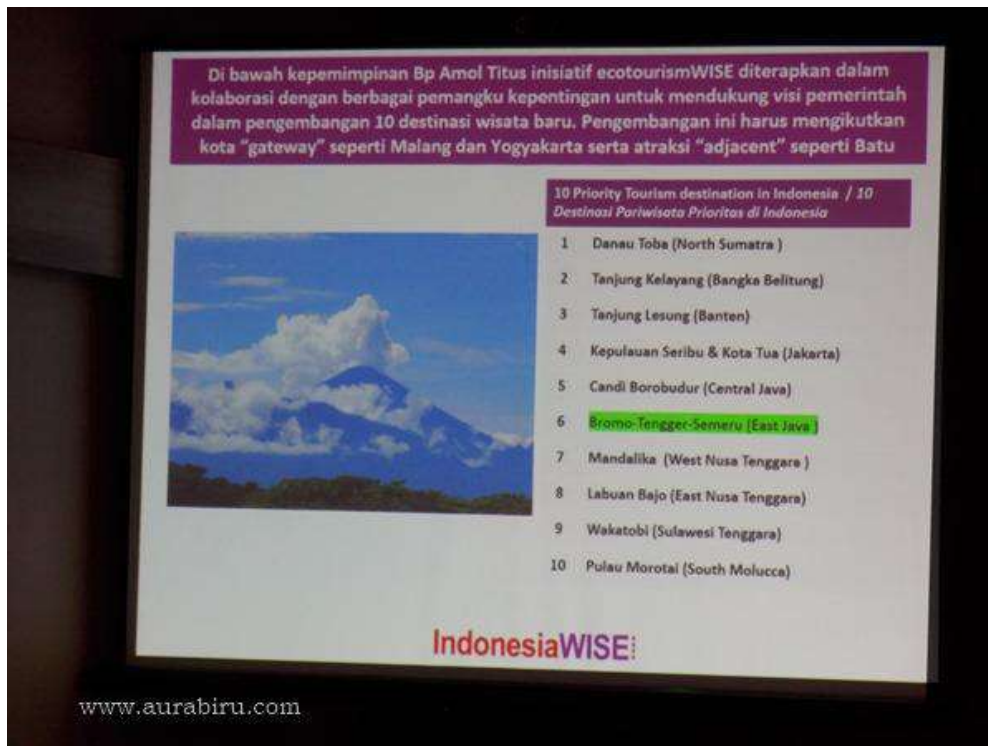 Di bawah kepemimpinan Bp Amol Titus inisiatif ecotourismWISE diterapkan dalam
kolaborasi dengan berbagai pemangku kepentingan untuk mendukung visi pemerintah
dalam pengembangan 10 destinasi wisata baru. Pengembangan ini harus mengikutkan
kota “gateway” seperti Malang dan Yogyakarta serta atraksi “adjacent” seperti Batu
10 Priority Tourism destination in Indonesia / 10
Destinasi Pariwisata Prioritas di Indonesia
1 Danau Toba (North Sumatra )
2 Tanjung Kelayang (Bangka Belitung)
3 Tanjung Lesung (Banten)
4 Kepulauan Seribu & Kota Tua (Jakarta)
5 Candi Borobudur (Central Java)
6 Bromo-Tengger-Semeru (East Java )
7 Mandalika (West Nusa Tenggara )
8 Labuan Bajo (East Nusa Tenggara)
9 Wakatobi (Sulawesi Tenggara)
10 Pulau Morotai (South Molucca)
IndonesiaWISE
www.aurabiru.com